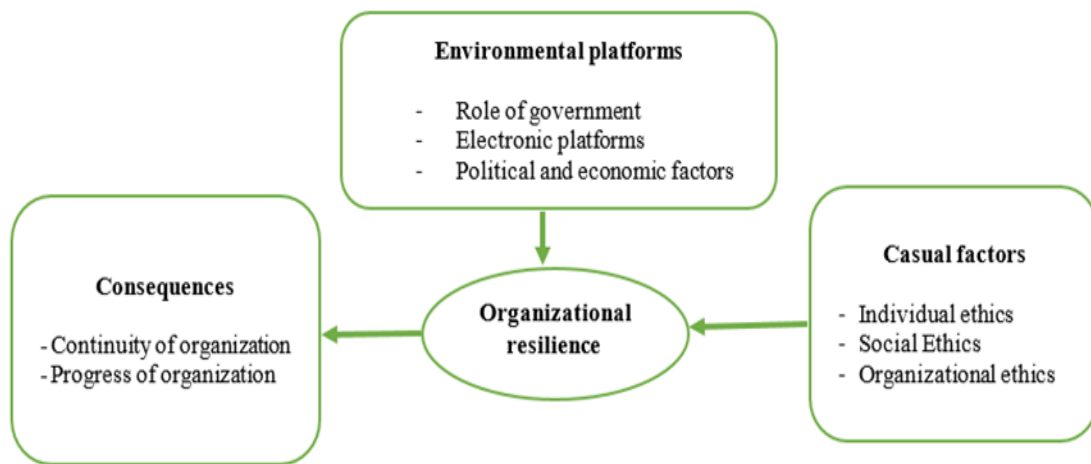 Environmental platforms
- Role of government
- Electronic platforms
- Political and economic factors
Consequences
- Continuity of organization
- Progress of organization
Organizational
resilience
Casual factors
- Individual ethics
- Social Ethics
- Organizational ethics